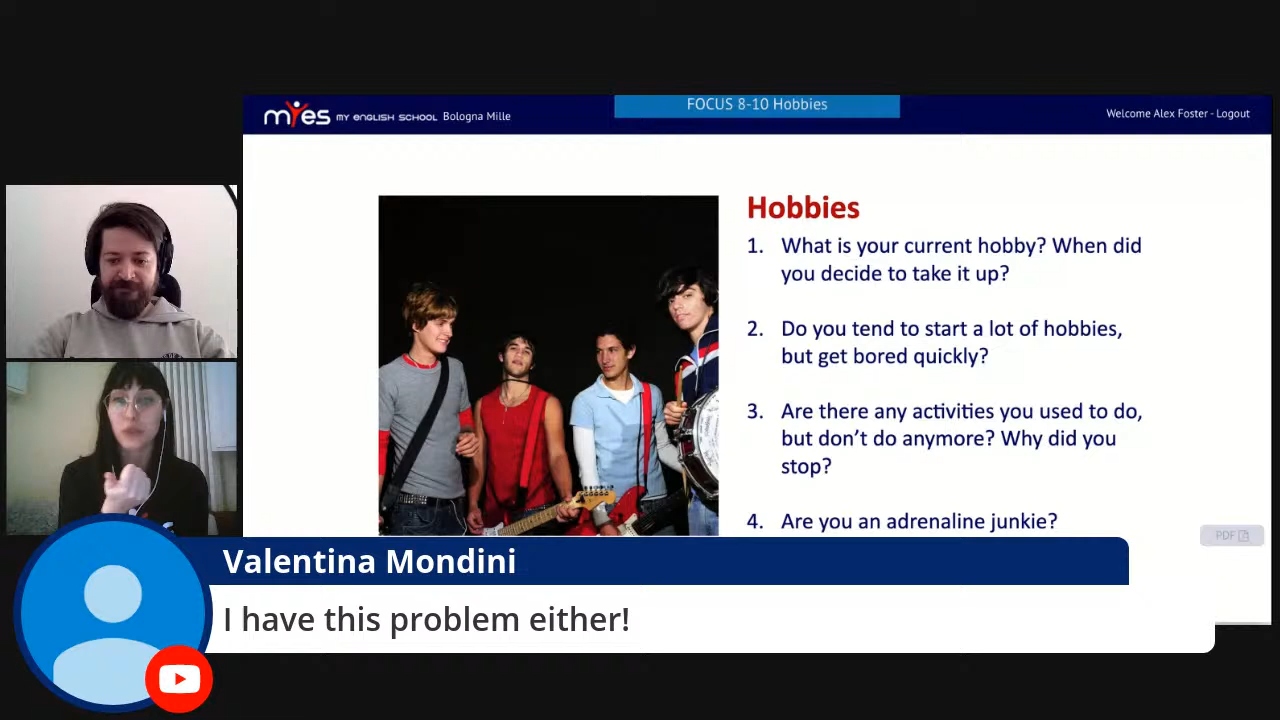 myes MY ENGLISH SCHOOL Bologna Mille
FOCUS 8-10 Hobbies
Welcome Alex Foster - Logout
Hobbies
1. What is your current hobby? When did
you decide to take it up?
2. Do you tend to start a lot of hobbies,
but get bored quickly?
3. Are there any activities you used to do,
but don't do anymore? Why did you
stop?
4. Are you an adrenaline junkie?
PDF
Valentina Mondini
I have this problem either!